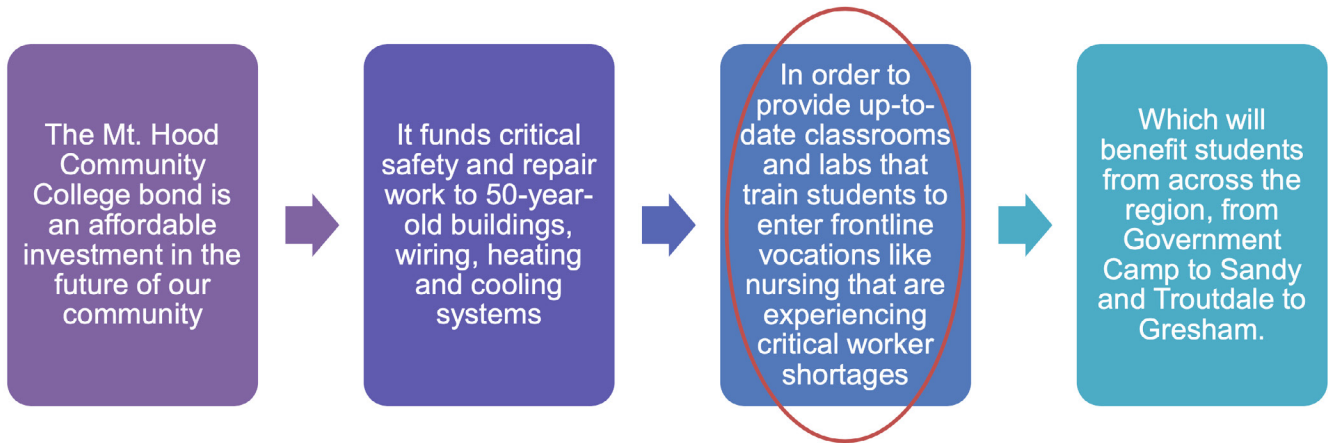 The Mt. Hood
Community
College bond is
an affordable
investment in the
future of our
community
It funds critical
safety and repair
work to 50-year-
old buildings,
wiring, heating
and cooling
systems
In order to
provide up-to-
date classrooms
and labs that
train students to
enter frontline
vocations like
nursing that are
experiencing
critical worker
shortages
Which will
benefit students
from across the
region, from
Government
Camp to Sandy
and Troutdale to
Gresham.